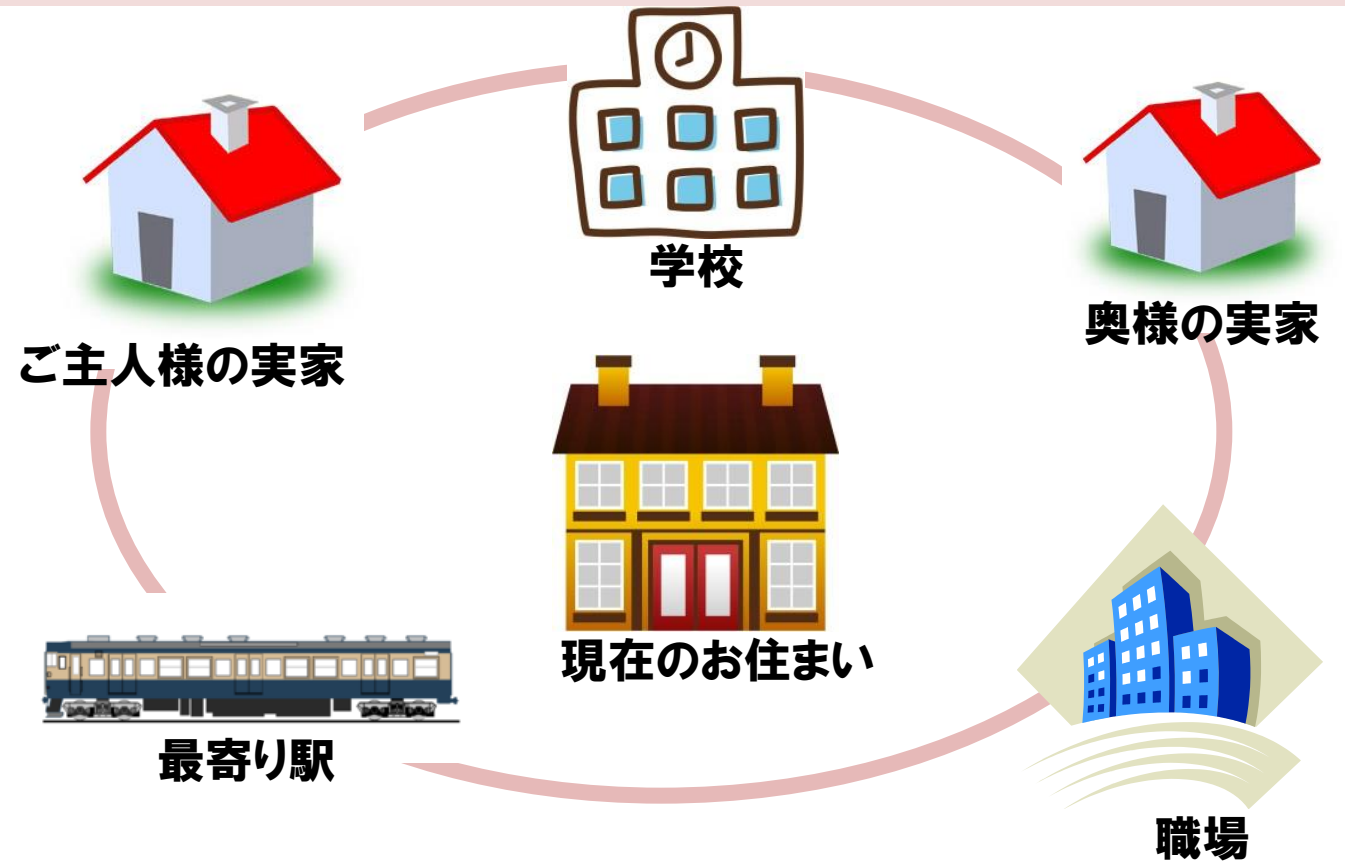 学校
奥様の実家
ご主人様の実家
現在のお住まい
最寄り駅
職場